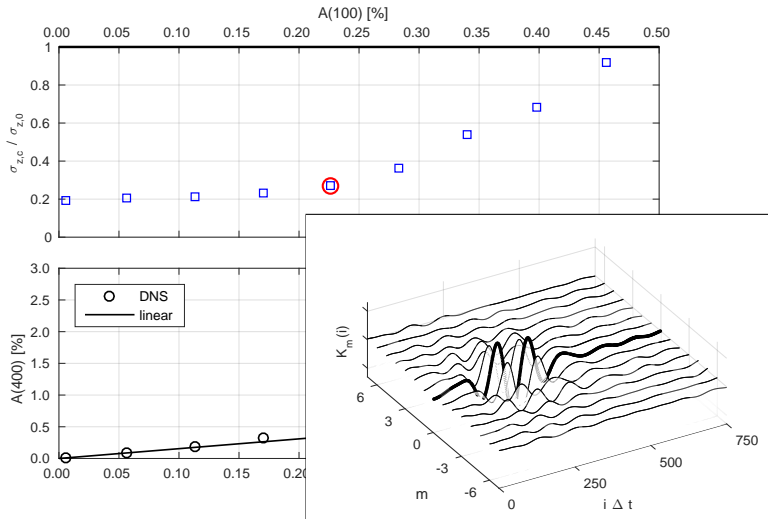 A(100) [%]
0.00 0.05 0.10 0.15 0.20 0.25 0.30 0.35 0.40 0.45 0.50
1
0.8
0.6
0.4
0.2
0
σz,c / σz,0
3.0
2.5
2.0
1.5
1.0
0.5
0.0
A(400) [%]
DNS
linear
0.00 0.05 0.10 0.15 0.20
Km(i)
6
3
0
-3
-6
m
0
250
500
750
i Δ t